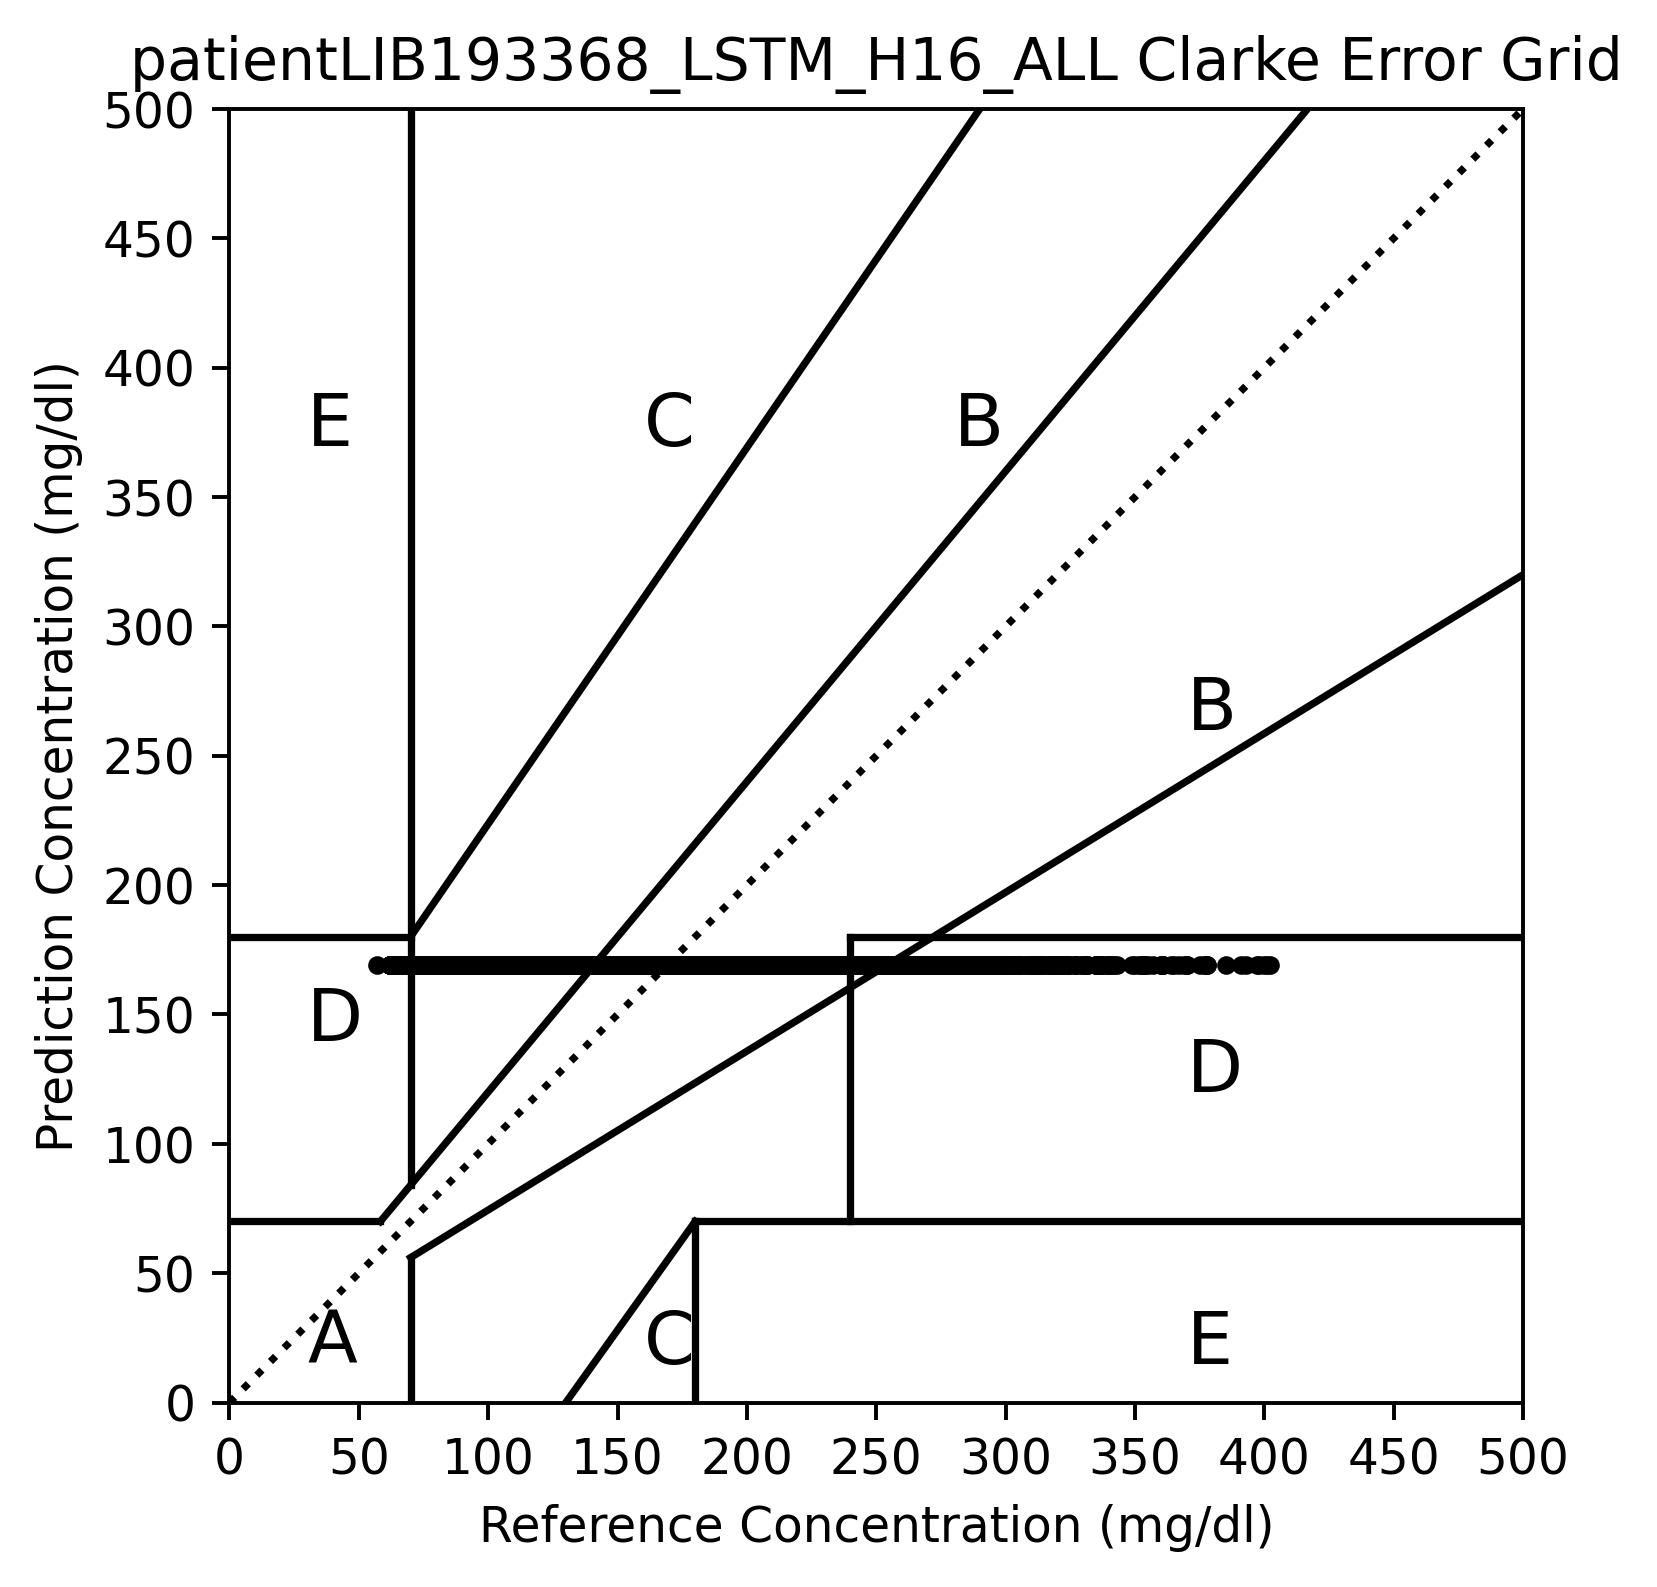 patientLIB193368_LSTM_H16_ALL Clarke Error Grid
500
450
400
350
300
250
200
150
100
50
0
Prediction Concentration (mg/dl)
E
C
B
B
D
D
A
C
E
0 50 100 150 200 250 300 350 400 450 500
Reference Concentration (mg/dl)